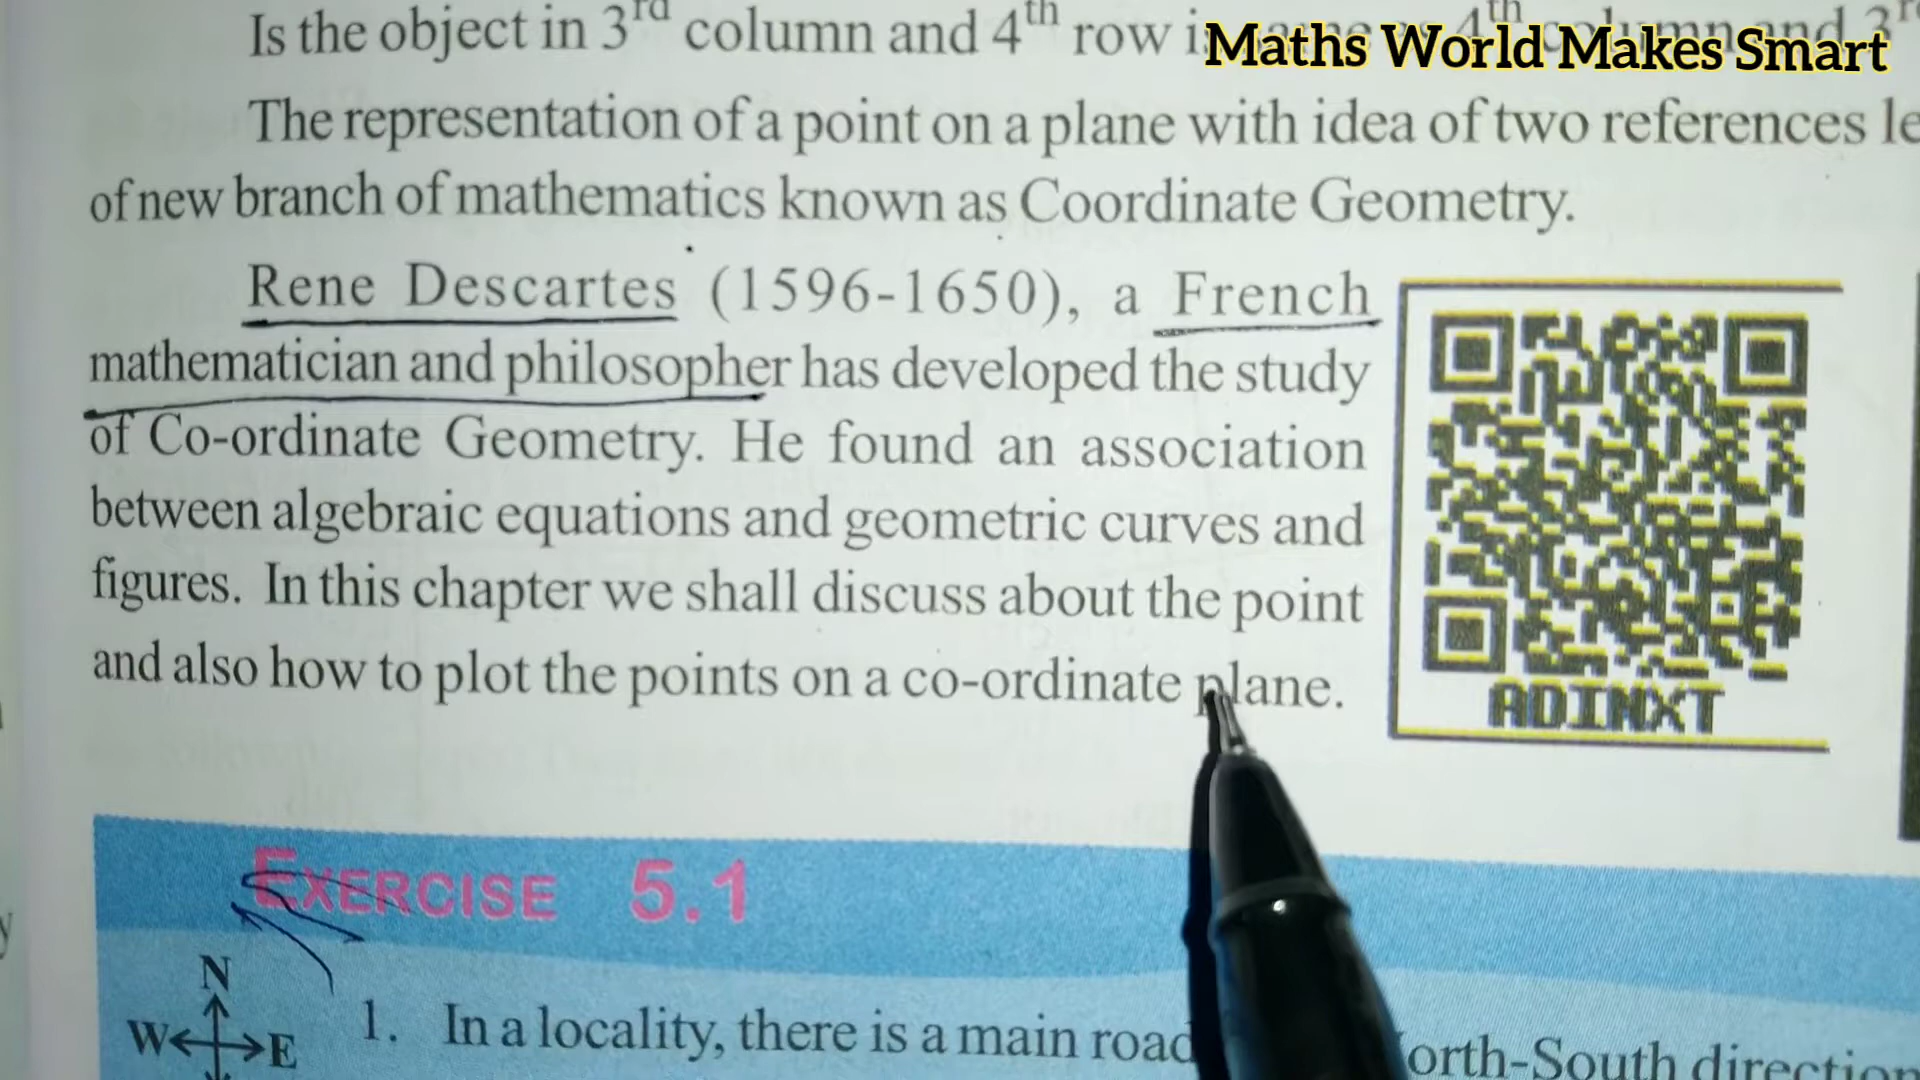 Is the object in 3rd column and 4th row
Maths World Makes Smart
The representation of a point on a plane with idea of two references
of new branch of mathematics known as Coordinate Geometry.
Rene Descartes (1596-1650), a French
mathematician and philosopher has developed the study
of Co-ordinate Geometry. He found an association
between algebraic equations and geometric curves and
figures. In this chapter we shall discuss about the point
and also how to plot the points on a co-ordinate plane.
ADINXT
EXERCISE 5.1
N
W E
1. In a locality, there is a main road orth-South direction